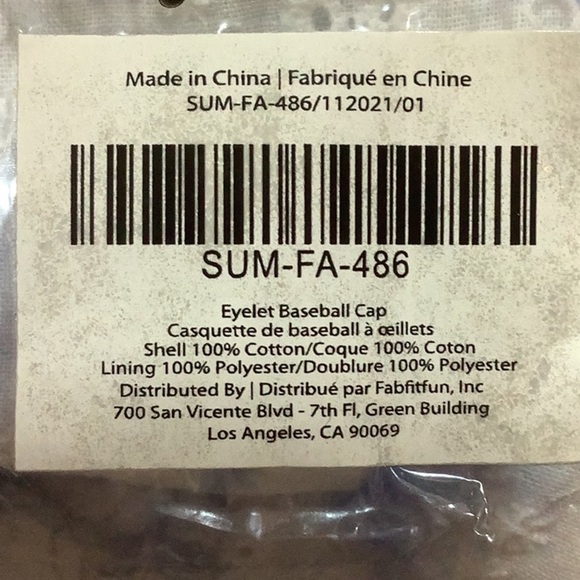 Made in China | Fabriqué en Chine
SUM-FA-486/112021/01
SUM-FA-486
Eyelet Baseball Cap
Casquette de baseball à œillets
Shell 100% Cotton/Coque 100% Coton
Lining 100% Polyester/Doublure 100% Polyester
Distributed By | Distribué par Fabfitfun, Inc
700 San Vicente Blvd - 7th Fl, Green Building
Los Angeles, CA 90069